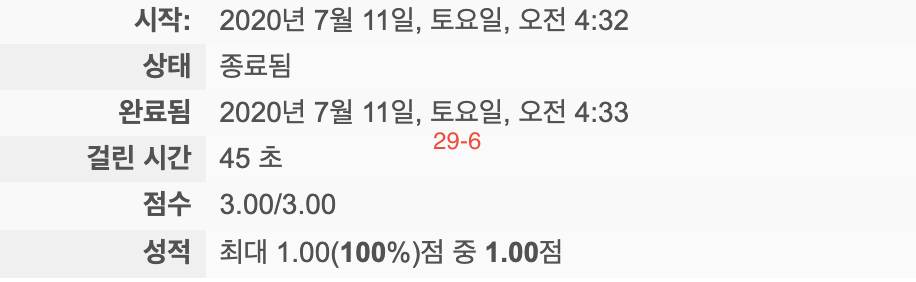 시작: 2020년 7월 11일, 토요일, 오전 4:32
상태 종료됨
완료됨 2020년 7월 11일, 토요일, 오전 4:33
29-6
걸린 시간 45 초
점수 3.00/3.00
성적 최대 1.00(100%)점 중 1.00점